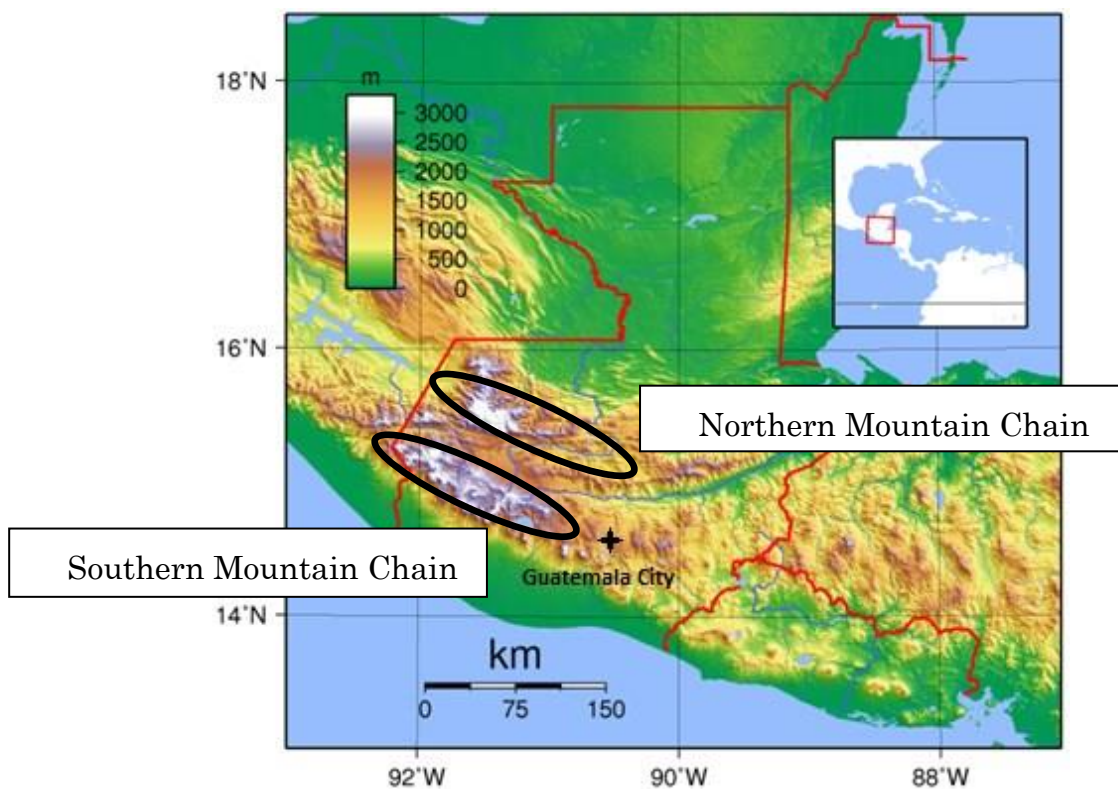 18°N
m
3000
2500
2000
1500
1000
500
0
16°N
Northern Mountain Chain
Southern Mountain Chain
Guatemala City
14°N
km
0 75 150
92°W 90°W 88°W